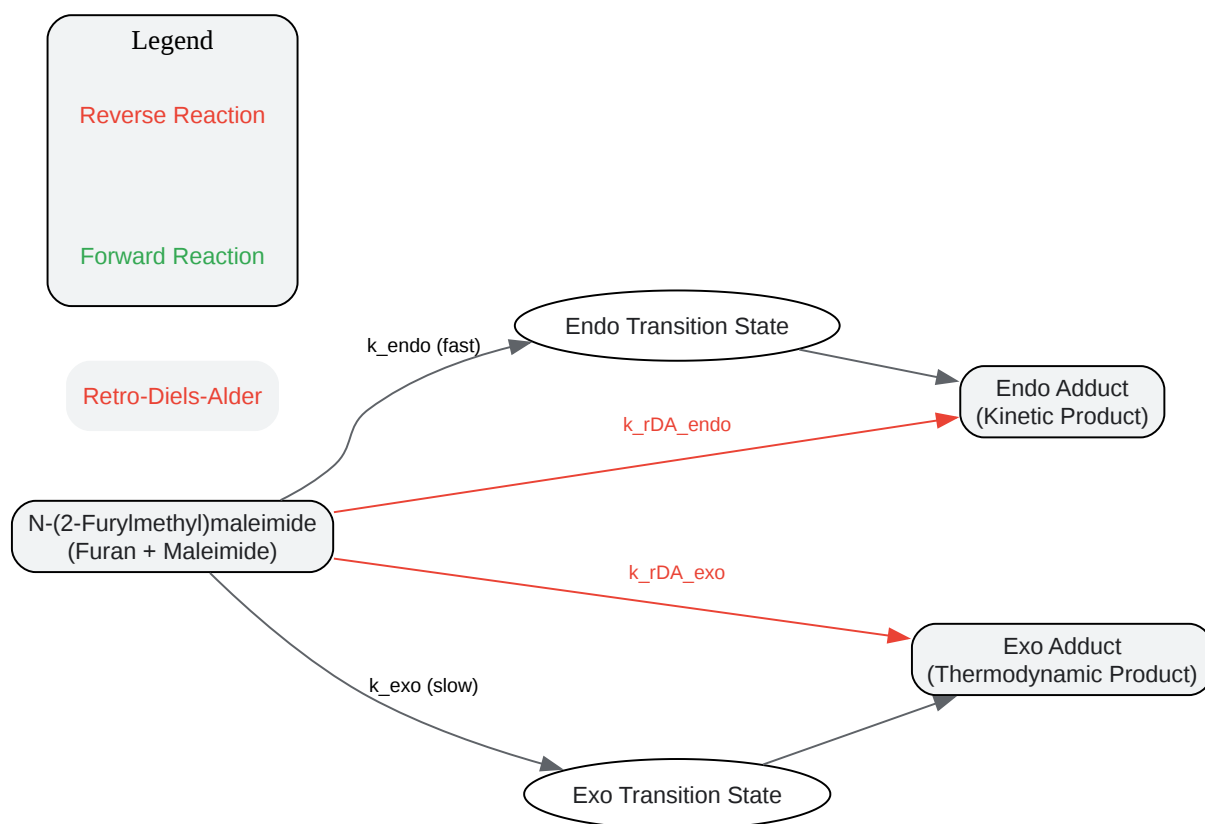 Legend
Reverse Reaction
Forward Reaction
Retro-Diels-Alder
N-(2-Furylmethyl)maleimide
(Furan + Maleimide)
k_endo (fast)
Endo Transition State
Endo Adduct
(Kinetic Product)
k_rDA_endo
k_rDA_exo
Exo Adduct
(Thermodynamic Product)
k_exo (slow)
Exo Transition State